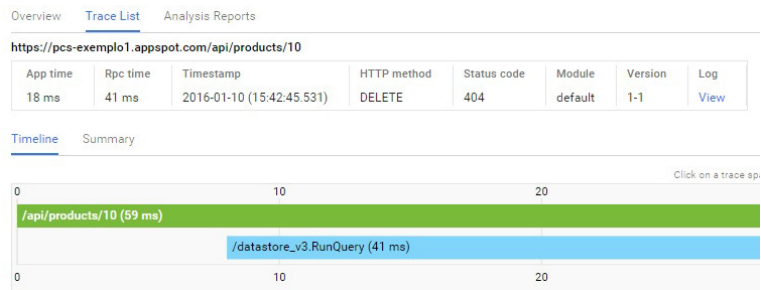 Overview Trace List Analysis Reports
https://pcs-exemplo1.appspot.com/api/products/10
App time Rpc time Timestamp HTTP method Status code Module Version Log
18 ms 41 ms 2016-01-10 (15:42:45.531) DELETE 404 default 1-1 View
Timeline Summary
Click on a trace spa
0 10 20
/api/products/10 (59 ms)
/datastore_v3.RunQuery (41 ms)
0 10 20